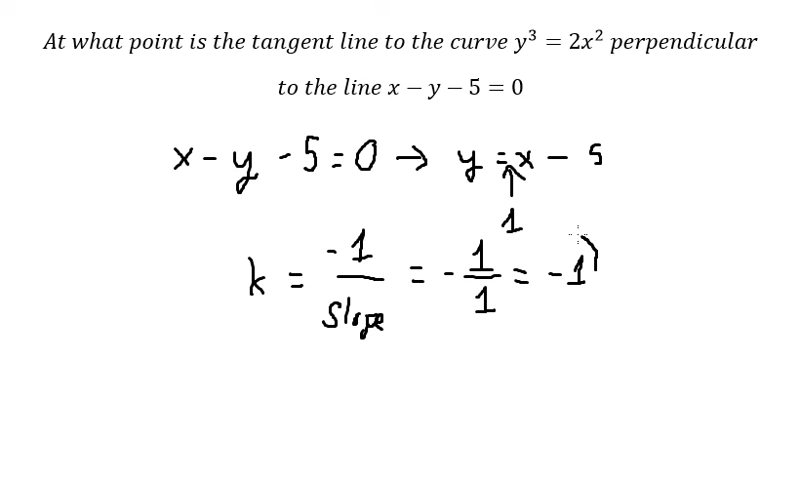 At what point is the tangent line to the curve y³ = 2x² perpendicular
to the line x − y − 5 = 0
x - y - 5 = 0 → y = x - 5
1
k = -1/Slope = - 1/1 = -1